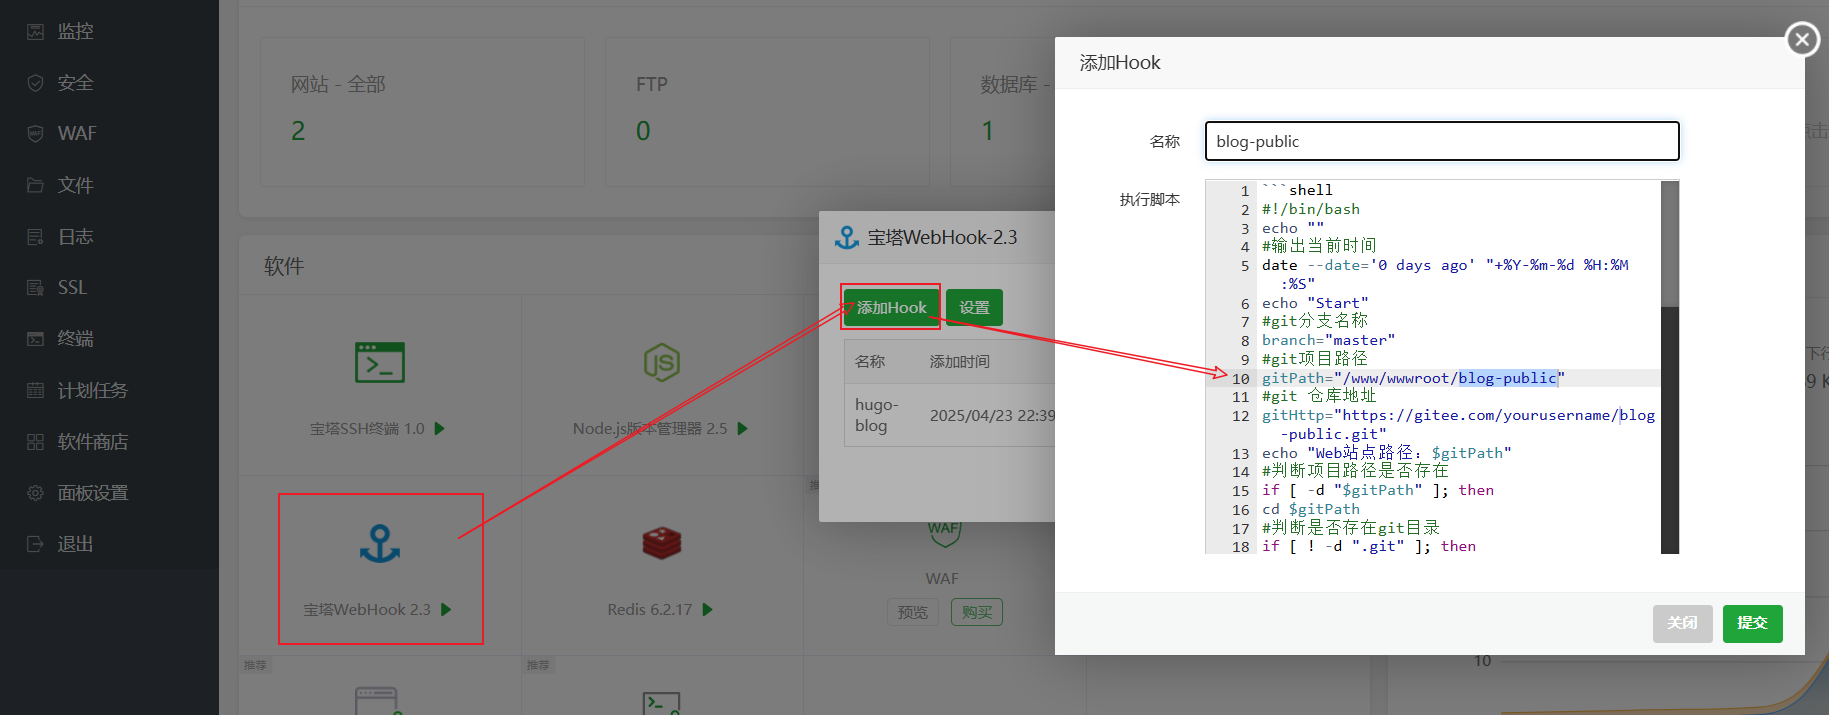 监控
安全
WAF
文件
日志
SSL
终端
计划任务
软件商店
面板设置
退出
网站 - 全部
2
FTP
0
数据库 -
1
软件
宝塔SSH终端 1.0
Node.js版本管理器 2.5
宝塔WebHook 2.3
Redis 6.2.17
WAF
WAF
预览
购买
推荐
推荐
宝塔WebHook-2.3
添加Hook
设置
名称
添加时间
hugo-
blog
2025/04/23 22:39
添加Hook
名称
blog-public
执行脚本
1 ```shell
2 #!/bin/bash
3 echo ""
4 #输出当前时间
5 date --date='0 days ago' "+%Y-%m-%d %H:%M
:%S"
6 echo "Start"
7 #git分支名称
8 branch="master"
9 #git项目路径
10 gitPath="/www/wwwroot/blog-public"
11 #git 仓库地址
12 gitHttp="https://gitee.com/yourusername/blog
-public.git"
13 echo "Web站点路径：$gitPath"
14 #判断项目路径是否存在
15 if [ -d "$gitPath" ]; then
16 cd $gitPath
17 #判断是否存在git目录
18 if [ ! -d ".git" ]; then
关闭
提交
点击
下行
9 K
10